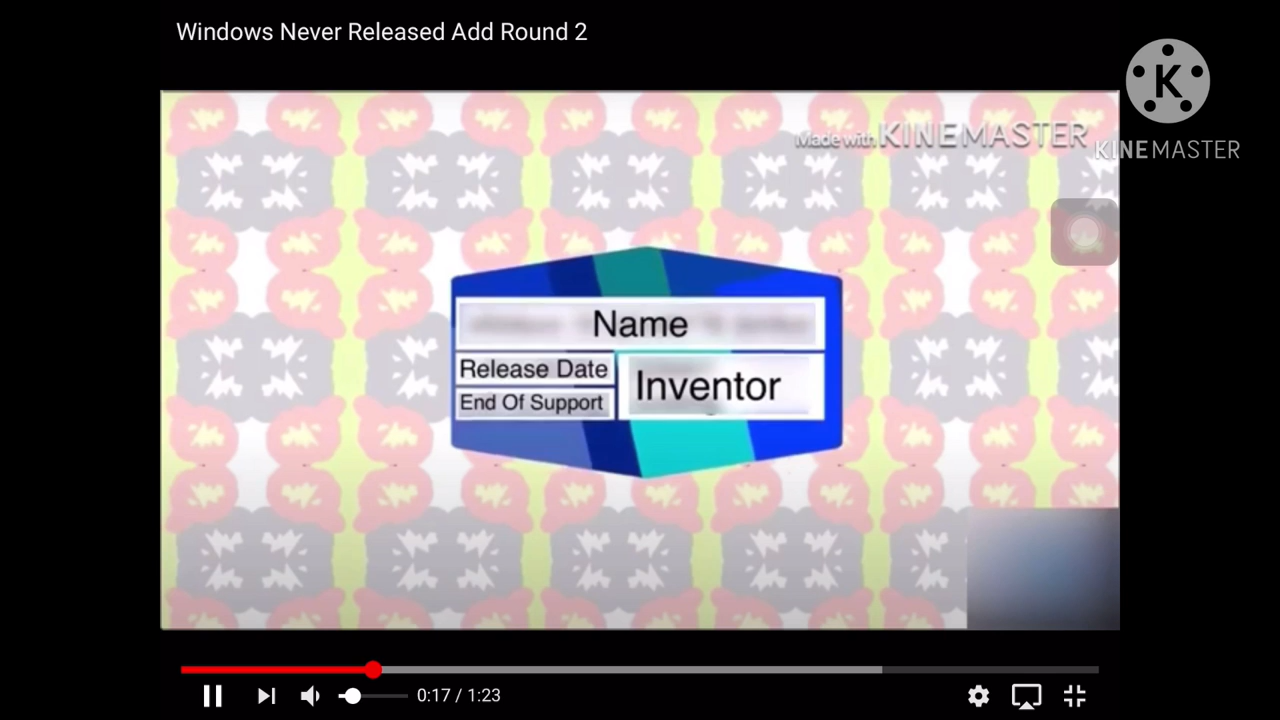 Windows Never Released Add Round 2
K
KINEMASTER
Made with KINEMASTER
Name
Release Date
Inventor
End Of Support
0:17 / 1:23